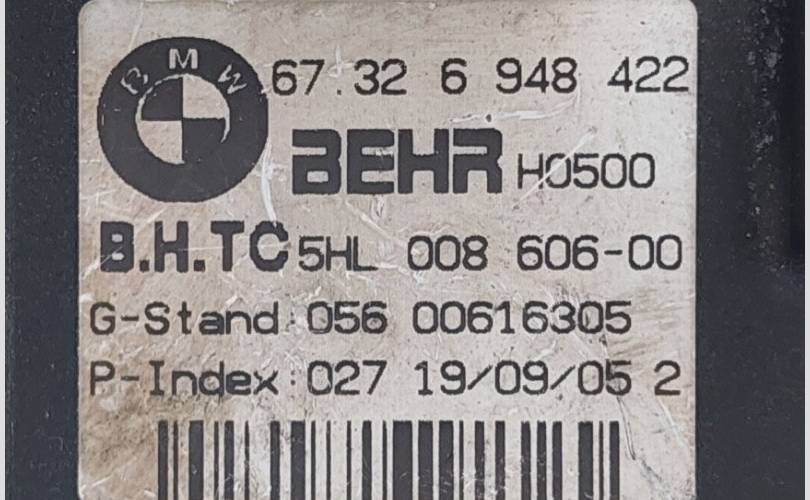 BMW 67.32 6 948 422
BEHR H0500
B.H.TC 5HL 008 606-00
G-Stand:056 00616305
P-Index:027 19/09/05 2